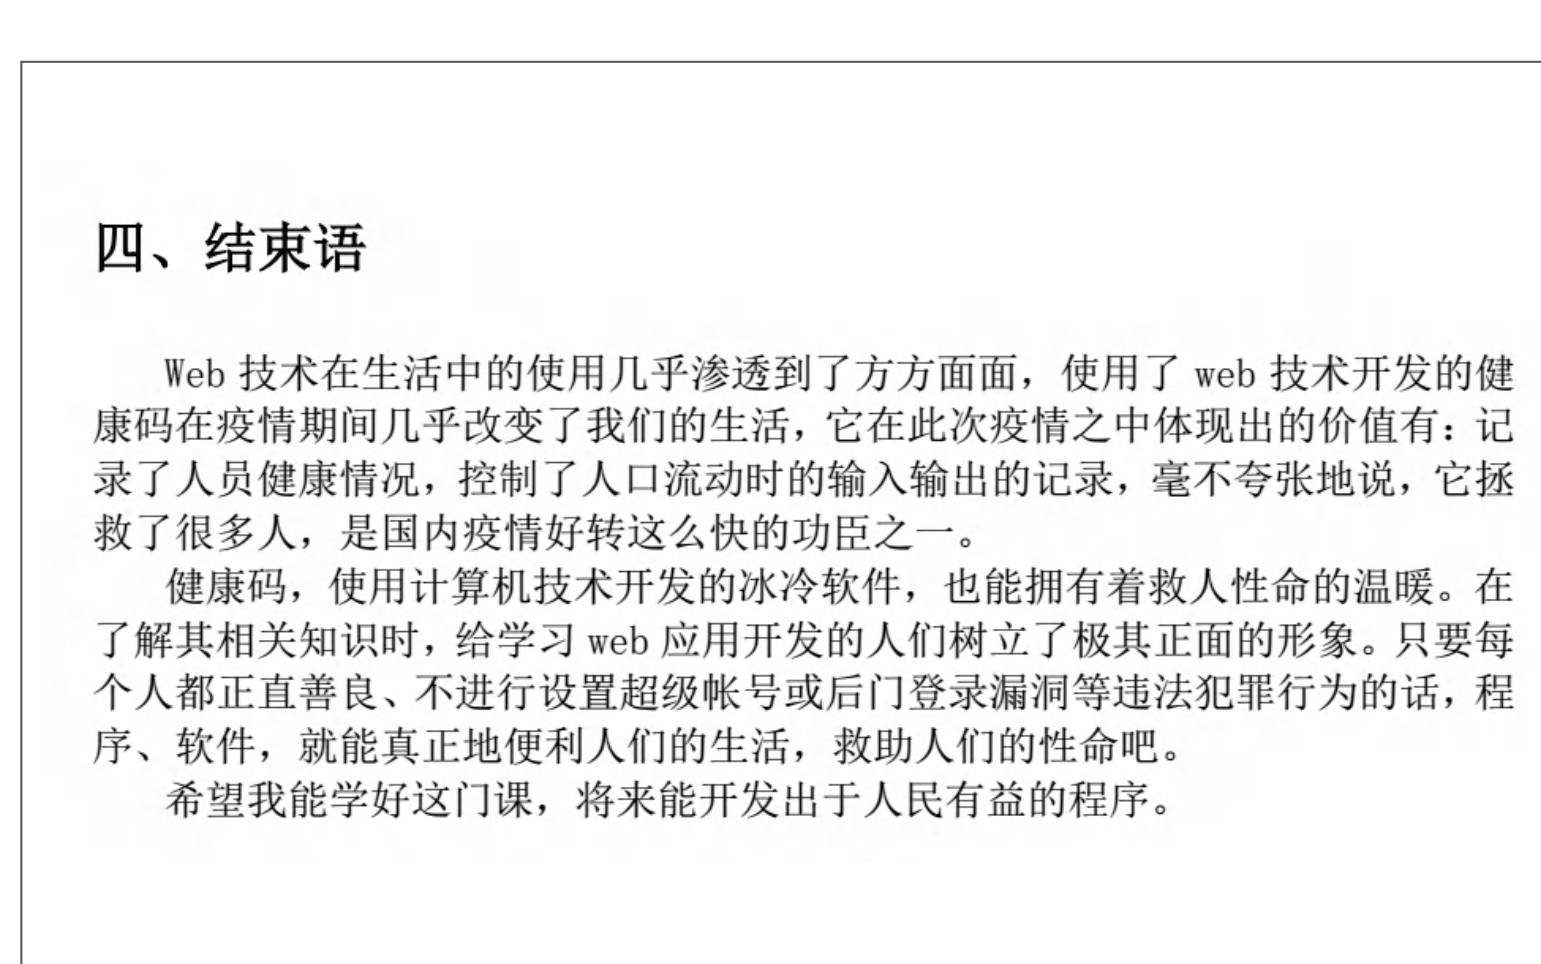 四、结束语
Web 技术在生活中的使用几乎渗透到了方方面面，使用了 web 技术开发的健
康码在疫情期间几乎改变了我们的生活，它在此次疫情之中体现出的价值有：记
录了人员健康情况，控制了人口流动时的输入输出的记录，毫不夸张地说，它拯
救了很多人，是国内疫情好转这么快的功臣之一。
健康码，使用计算机技术开发的冰冷软件，也能拥有着救人性命的温暖。在
了解其相关知识时，给学习 web 应用开发的人们树立了极其正面的形象。只要每
个人都正直善良、不进行设置超级帐号或后门登录漏洞等违法犯罪行为的话，程
序、软件，就能真正地便利人们的生活，救助人们的性命吧。
希望我能学好这门课，将来能开发出于人民有益的程序。